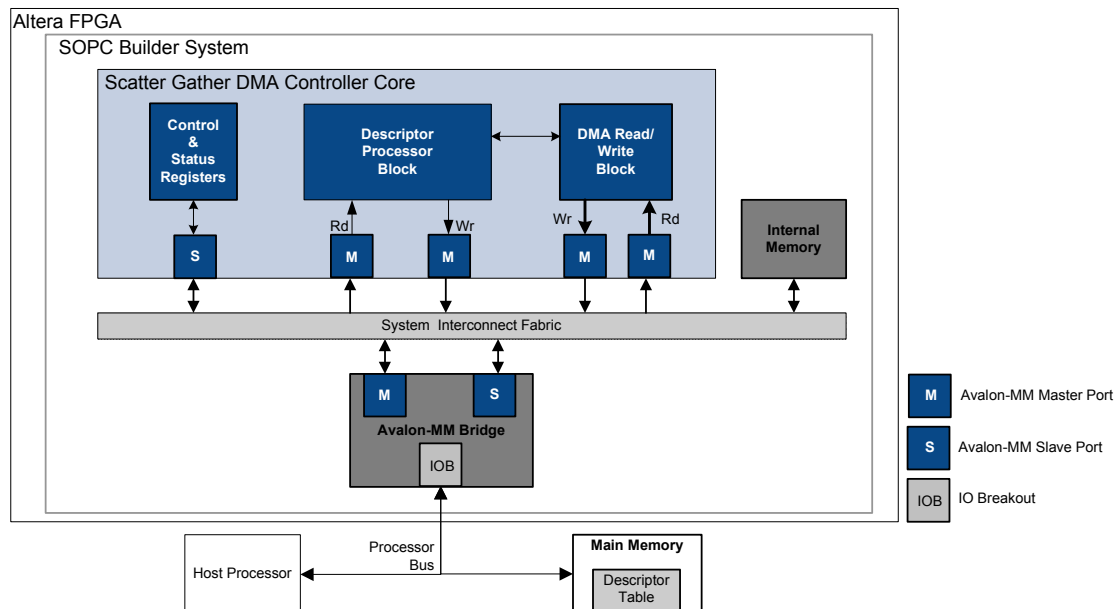 Altera FPGA
SOPC Builder System
Scatter Gather DMA Controller Core
Control
&
Status
Registers
Descriptor
Processor
Block
DMA Read/
Write
Block
Rd
Wr
Wr
Rd
S
M
M
M
M
Internal
Memory
System Interconnect Fabric
M
S
Avalon-MM Bridge
IOB
M
Avalon-MM Master Port
S
Avalon-MM Slave Port
IOB
IO Breakout
Host Processor
Processor
Bus
Main Memory
Descriptor
Table